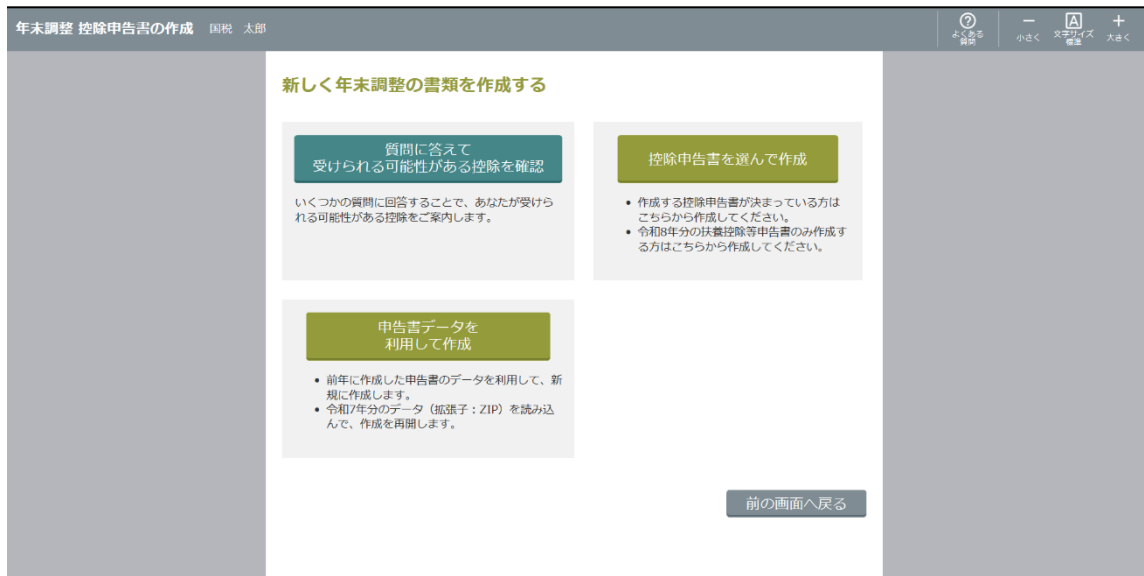 年末調整 控除申告書の作成 国税 太郎
よくある
質問
小さく
A
文字サイズ
標準
大きく
新しく年末調整の書類を作成する
質問に答えて
受けられる可能性がある控除を確認
いくつかの質問に回答することで、あなたが受けら
れる可能性がある控除をご案内します。
控除申告書を選んで作成
• 作成する控除申告書が決まっている方は
こちらから作成してください。
• 令和8年分の扶養控除等申告書のみ作成す
る方はこちらから作成してください。
申告書データを
利用して作成
• 前年に作成した申告書のデータを利用して、新
規に作成します。
• 令和7年分のデータ（拡張子：ZIP）を読み込
んで、作成を再開します。
前の画面へ戻る